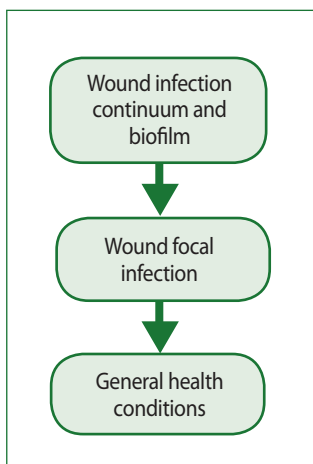 Wound infection
continuum and
biofilm
Wound focal
infection
General health
conditions